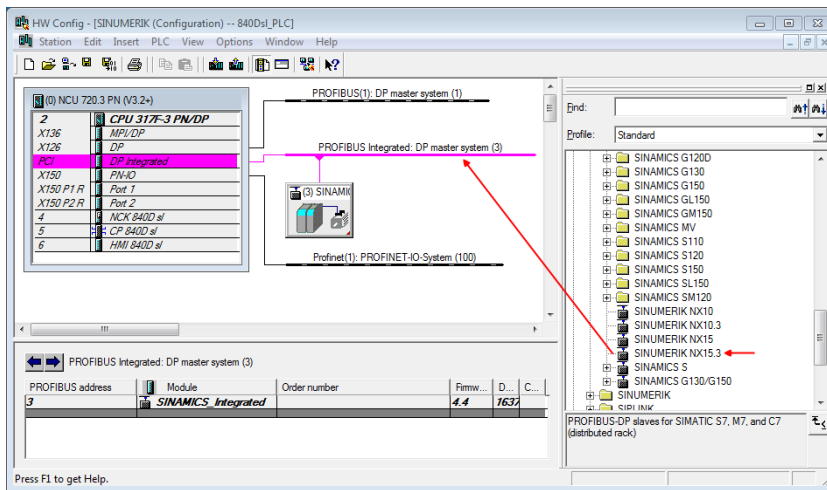 HW Config - [SINUMERIK (Configuration) -- 840Dsl_PLC]
Station Edit Insert PLC View Options Window Help
(0) NCU 720.3 PN (V3.2+)
2 CPU 317F-3 PN/DP
X136 MPI/DP
X126 DP
PCI DP Integrated
X150 PN-IO
X150 P1 R Port 1
X150 P2 R Port 2
4 NCK 840D sl
5 CP 840D sl
6 HMI 840D sl
PROFIBUS(1): DP master system (1)
PROFIBUS Integrated: DP master system (3)
(3) SINAMIC
Profinet(1): PROFINET-IO-System (100)
Find:
Profile: Standard
SINAMICS G120D
SINAMICS G130
SINAMICS G150
SINAMICS GL150
SINAMICS GM150
SINAMICS MV
SINAMICS S110
SINAMICS S120
SINAMICS S150
SINAMICS SL150
SINAMICS SM120
SINUMERIK NX10
SINUMERIK NX10.3
SINUMERIK NX15
SINUMERIK NX15.3
SINAMICS S
SINAMICS G130/G150
SINUMERIK
SIPLINK
PROFIBUS-DP slaves for SIMATIC S7, M7, and C7
(distributed rack)
PROFIBUS Integrated: DP master system (3)
PROFIBUS address Module Order number Firmw... D... C...
3 SINAMICS_Integrated 4.4 1637
Press F1 to get Help.